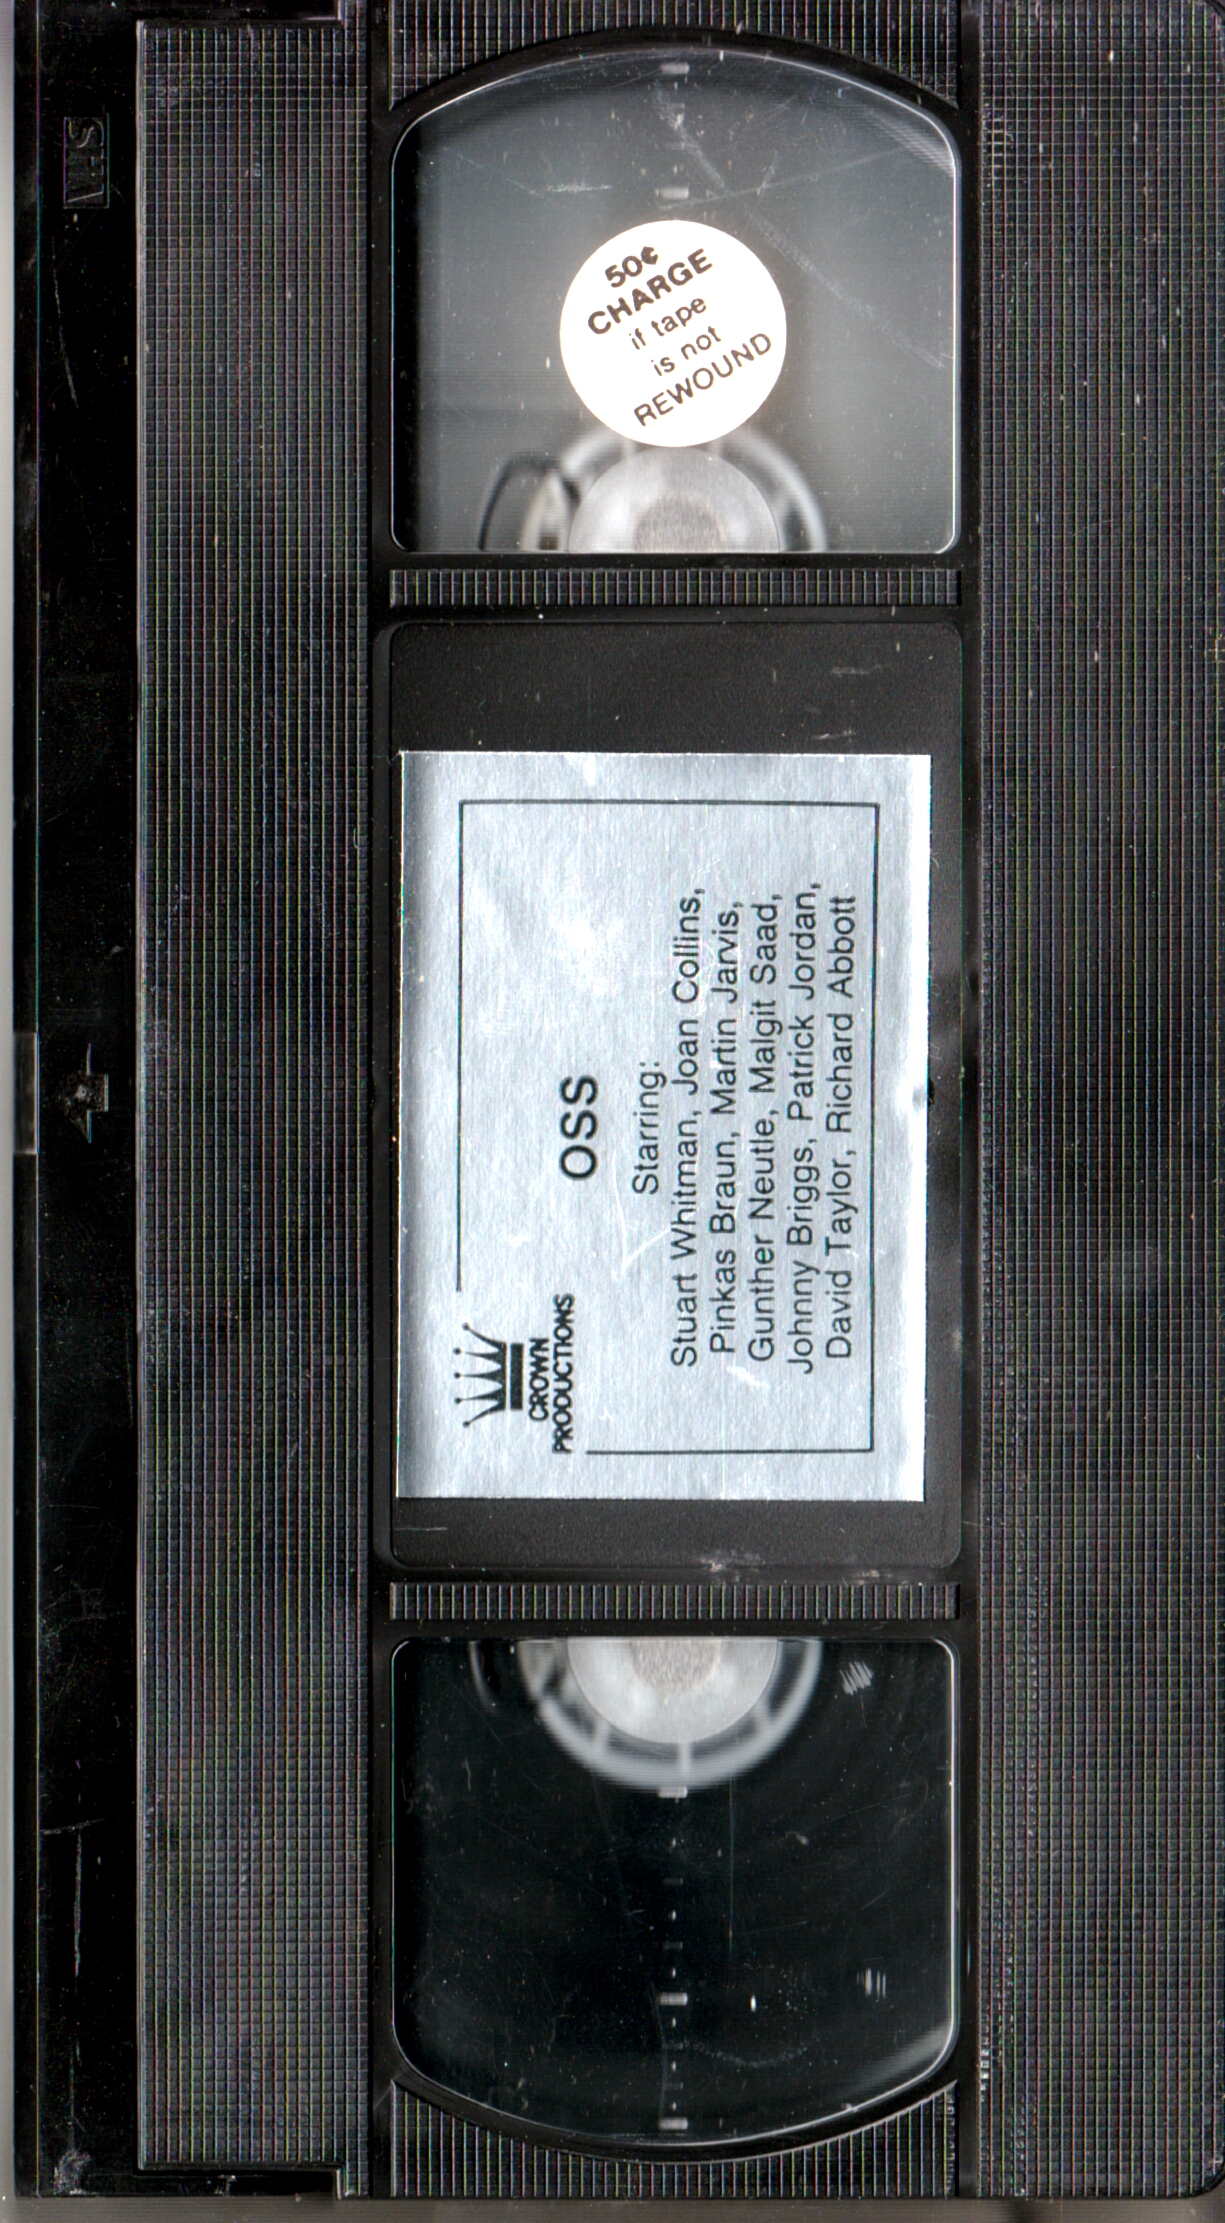 VHS
50¢
CHARGE
if tape
is not
REWOUND
CROWN
PRODUCTIONS
OSS
Starring:
Stuart Whitman, Joan Collins,
Pinkas Braun, Martin Jarvis,
Gunther Neutle, Malgit Saad,
Johnny Briggs, Patrick Jordan,
David Taylor, Richard Abbott